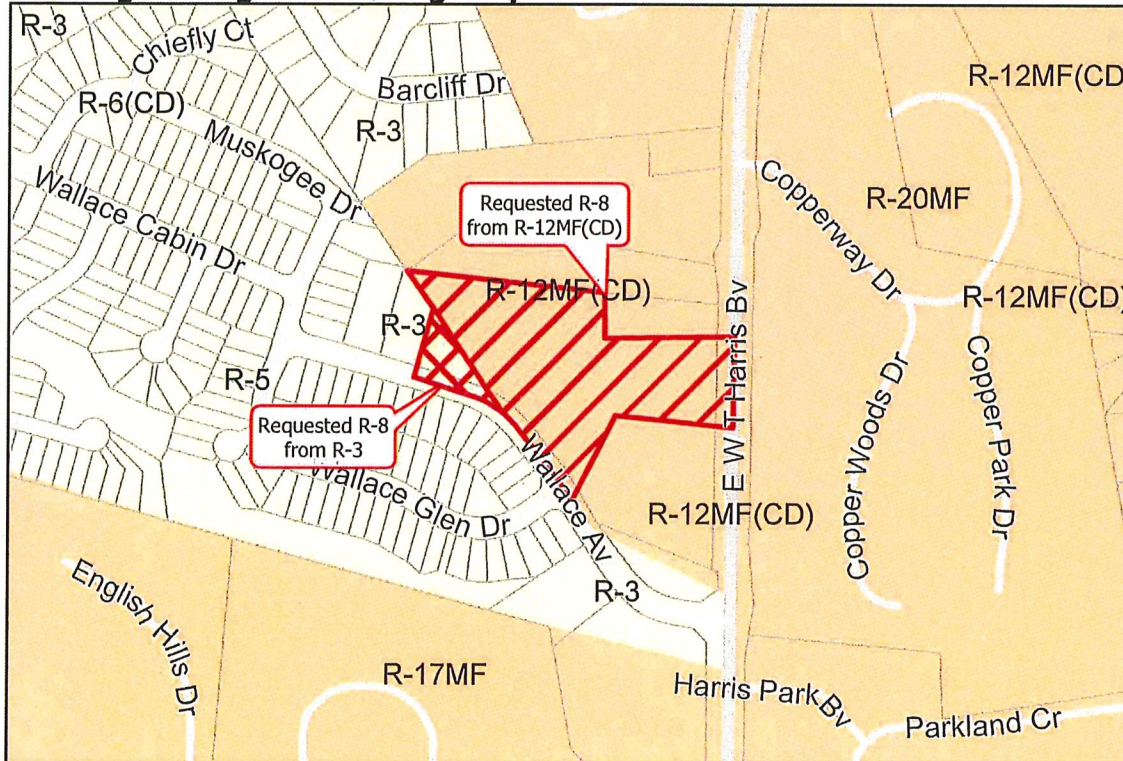 R-3
Chiefly Ct
Barcliff Dr
R-12MF(CD
R-6(CD)
R-3
Muskogee Dr
Wallace Cabin Dr
Copperway Dr
R-20MF
Requested R-8
from R-12MF(CD)
R-12MF(CD)
R-12MF(CD)
R-3
E W T Harris Bv
R-5
Copper Woods Dr
Copper Park Dr
Requested R-8
from R-3
Wallace Glen Dr
Wallace Av
R-12MF(CD)
R-3
English Hills Dr
R-17MF
Harris Park Bv
Parkland Cr